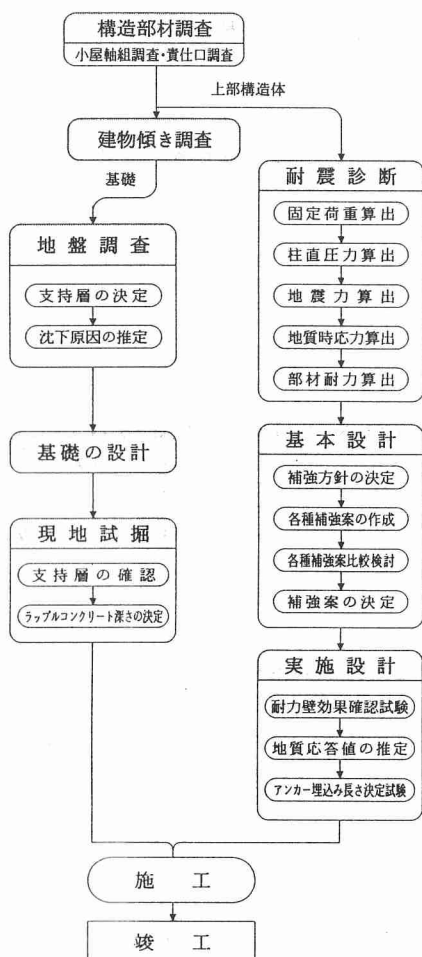 構造部材調査
小屋軸組調査・責仕口調査
上部構造体
建物傾き調査
基礎
地盤調査
支持層の決定
沈下原因の推定
基礎の設計
現地試掘
支持層の確認
ラップルコンクリート深さの決定
耐震診断
固定荷重算出
柱直圧力算出
地震力算出
地質時応力算出
部材耐力算出
基本設計
補強方針の決定
各種補強案の作成
各種補強案比較検討
補強案の決定
実施設計
耐力壁効果確認試験
地質応答値の推定
アンカー埋込み長さ決定試験
施工
竣工